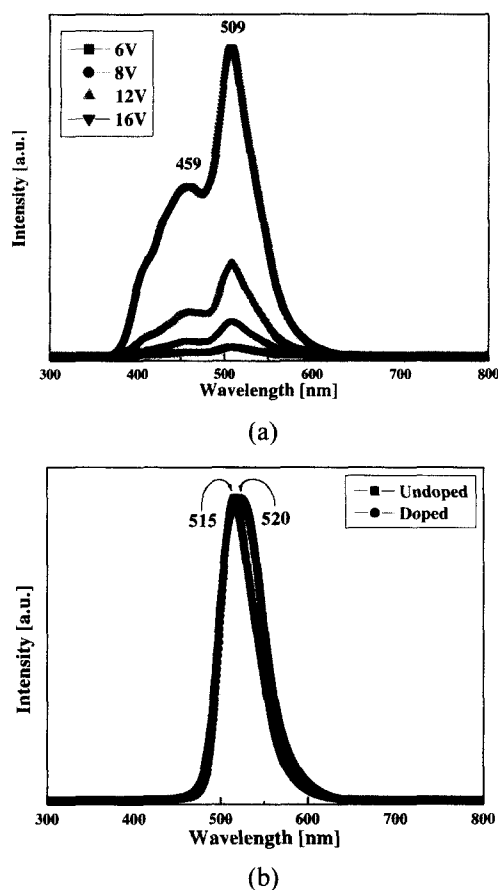 6V
8V
12V
16V
509
459
Intensity [a.u.]
300 400 500 600 700 800
Wavelength [nm]
(a)
Undoped
Doped
515 520
Intensity [a.u.]
300 400 500 600 700 800
Wavelength [nm]
(b)